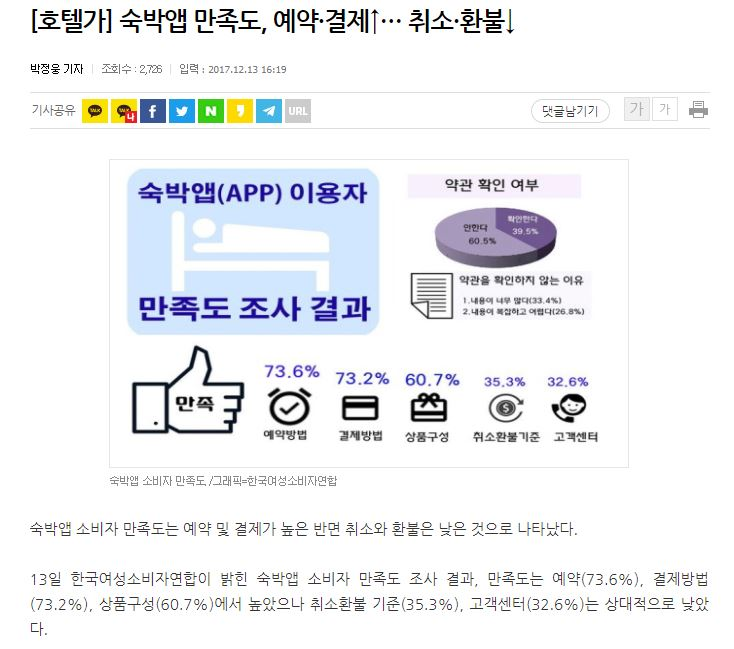 [호텔가] 숙박앱 만족도, 예약·결제↑… 취소·환불↓
박정웅 기자 | 조회수 : 2,726 | 입력 : 2017.12.13 16:19
기사공유 TALK TALK 4 f N URL 댓글남기기 가 가
숙박앱(APP) 이용자
만족도 조사 결과
약관 확인 여부
안한다
60.5%
확인한다
39.5%
약관을 확인하지 않는 이유
1.내용이 너무 많다(33.4%)
2.내용이 복잡하고 어렵다(26.8%)
만족
73.6% 73.2% 60.7% 35.3% 32.6%
예약방법 결제방법 상품구성 취소환불기준 고객센터
숙박앱 소비자 만족도. /그래픽=한국여성소비자연합
숙박앱 소비자 만족도는 예약 및 결제가 높은 반면 취소와 환불은 낮은 것으로 나타났다.
13일 한국여성소비자연합이 밝힌 숙박앱 소비자 만족도 조사 결과, 만족도는 예약(73.6%), 결제방법
(73.2%), 상품구성(60.7%)에서 높았으나 취소환불 기준(35.3%), 고객센터(32.6%)는 상대적으로 낮았
다.